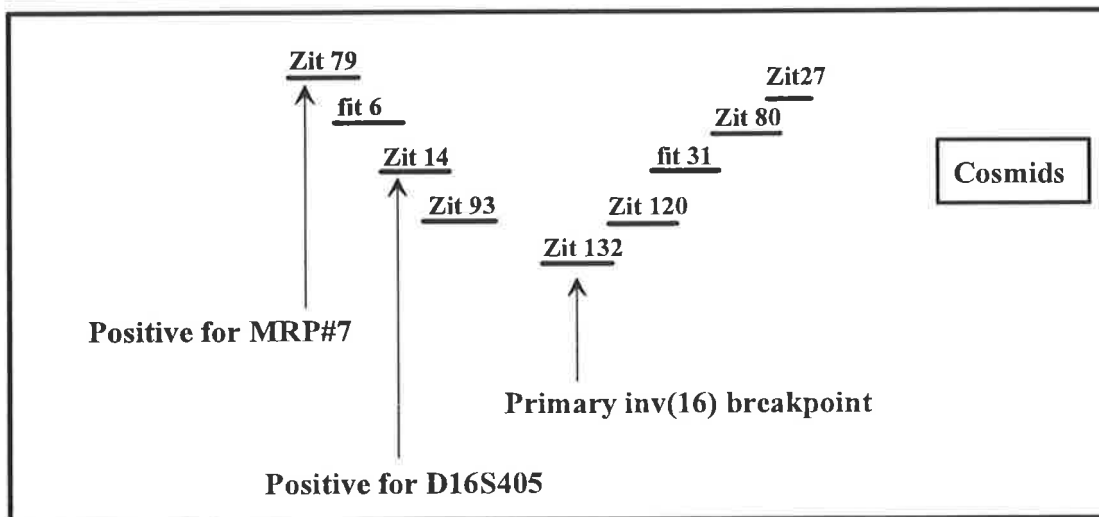 Zit 79
Zit27
fit 6
Zit 80
Zit 14
fit 31
Cosmids
Zit 93
Zit 120
Zit 132
Positive for MRP#7
Primary inv(16) breakpoint
Positive for D16S405